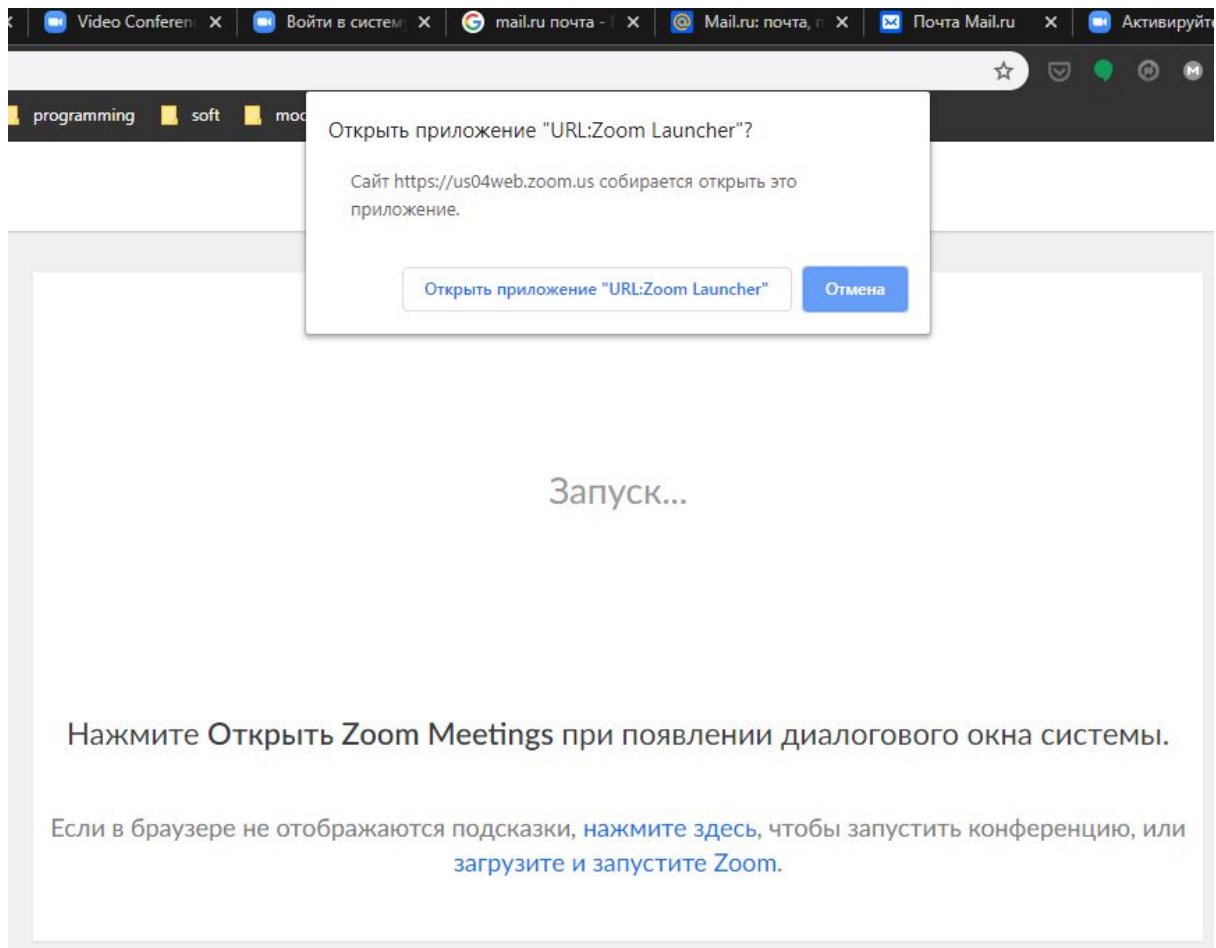 Video Conferen
Войти в систем
mail.ru почта -
Mail.ru: почта, п
Почта Mail.ru
Активируйте
programming
soft
Открыть приложение "URL:Zoom Launcher"?
Сайт https://us04web.zoom.us собирается открыть это
приложение.
Открыть приложение "URL:Zoom Launcher"
Отмена
Запуск...
Нажмите Открыть Zoom Meetings при появлении диалогового окна системы.
Если в браузере не отображаются подсказки, нажмите здесь, чтобы запустить конференцию, или
загрузите и запустите Zoom.